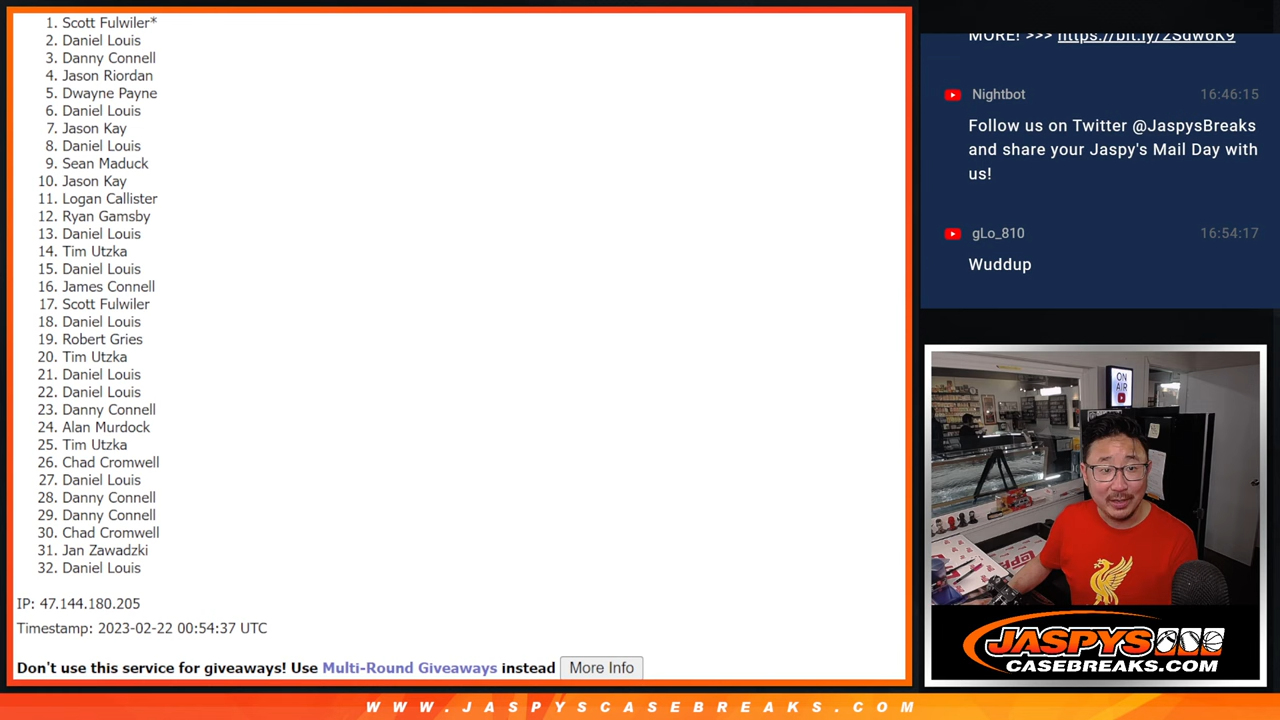 1. Scott Fulwiler*
2. Daniel Louis
3. Danny Connell
4. Jason Riordan
5. Dwayne Payne
6. Daniel Louis
7. Jason Kay
8. Daniel Louis
9. Sean Maduck
10. Jason Kay
11. Logan Callister
12. Ryan Gamsby
13. Daniel Louis
14. Tim Utzka
15. Daniel Louis
16. James Connell
17. Scott Fulwiler
18. Daniel Louis
19. Robert Gries
20. Tim Utzka
21. Daniel Louis
22. Daniel Louis
23. Danny Connell
24. Alan Murdock
25. Tim Utzka
26. Chad Cromwell
27. Daniel Louis
28. Danny Connell
29. Danny Connell
30. Chad Cromwell
31. Jan Zawadzki
32. Daniel Louis
IP: 47.144.180.205
Timestamp: 2023-02-22 00:54:37 UTC
Don't use this service for giveaways! Use Multi-Round Giveaways instead More Info
MORE! >>> https://bit.ly/2Sdw6K9
Nightbot 16:46:15
Follow us on Twitter @JaspysBreaks
and share your Jaspy's Mail Day with
us!
gLo_810 16:54:17
Wuddup
ON
AIR
JASPYS
CASEBREAKS.COM
WWW.JASPYSCASEBREAKS.COM